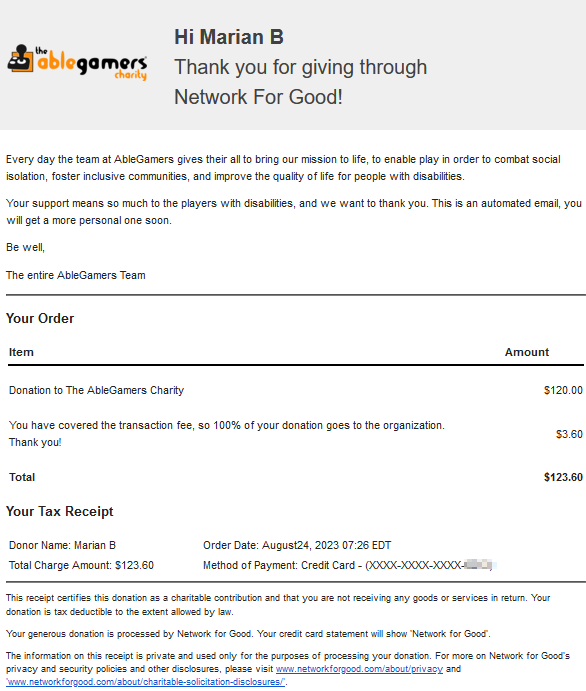 Hi Marian B
Thank you for giving through
Network For Good!
the
ablegamers
charity
Every day the team at AbleGamers gives their all to bring our mission to life, to enable play in order to combat social
isolation, foster inclusive communities, and improve the quality of life for people with disabilities.
Your support means so much to the players with disabilities, and we want to thank you. This is an automated email, you
will get a more personal one soon.
Be well,
The entire AbleGamers Team
Your Order
Item Amount
Donation to The AbleGamers Charity $120.00
You have covered the transaction fee, so 100% of your donation goes to the organization.
Thank you! $3.60
Total $123.60
Your Tax Receipt
Donor Name: Marian B Order Date: August24, 2023 07:26 EDT
Total Charge Amount: $123.60 Method of Payment: Credit Card - (XXXX-XXXX-XXXX-
This receipt certifies this donation as a charitable contribution and that you are not receiving any goods or services in return. Your
donation is tax deductible to the extent allowed by law.
Your generous donation is processed by Network for Good. Your credit card statement will show 'Network for Good'.
The information on this receipt is private and used only for the purposes of processing your donation. For more on Network for Good's
privacy and security policies and other disclosures, please visit www.networkforgood.com/about/privacy and
'www.networkforgood.com/about/charitable-solicitation-disclosures/'.